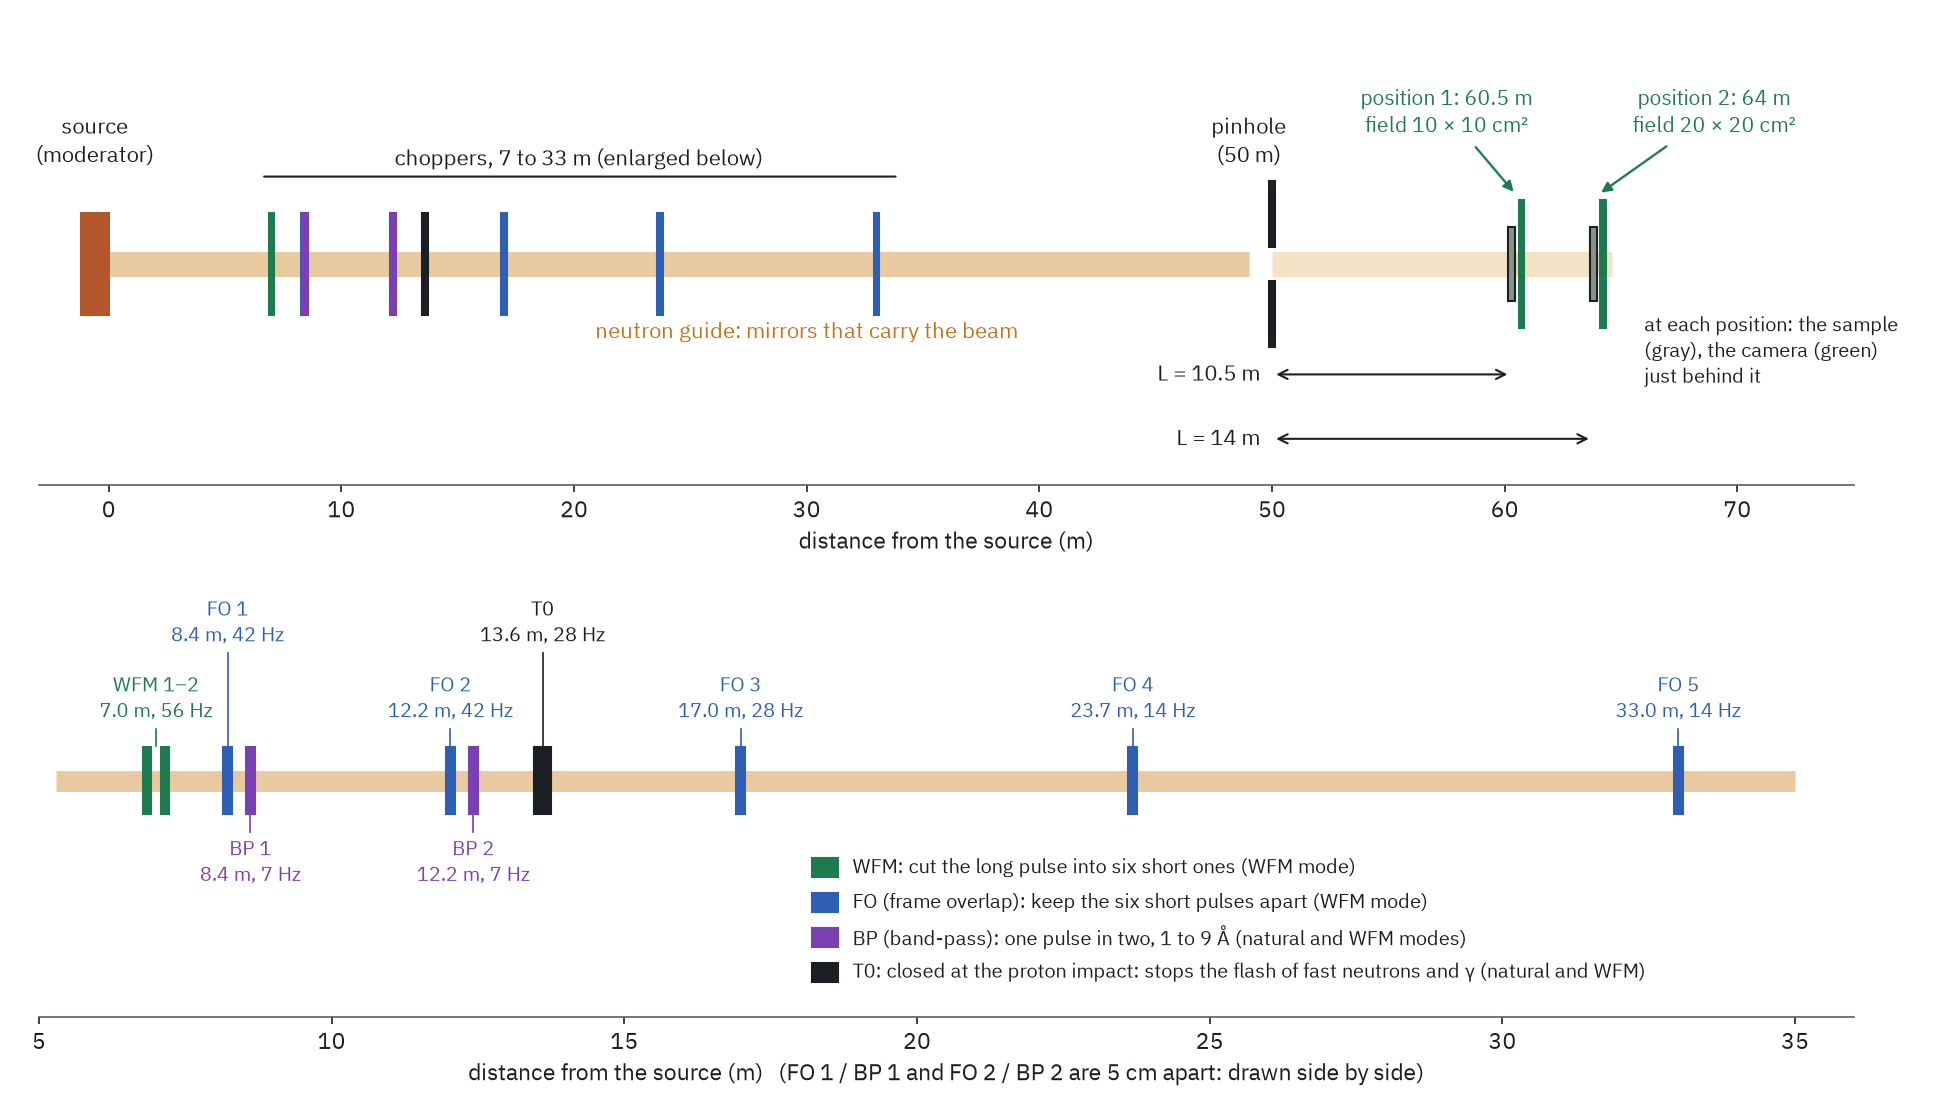 source
(moderator)
choppers, 7 to 33 m (enlarged below)
pinhole
(50 m)
position 1: 60.5 m
field 10 × 10 cm²
position 2: 64 m
field 20 × 20 cm²
neutron guide: mirrors that carry the beam
at each position: the sample
(gray), the camera (green)
just behind it
L = 10.5 m
L = 14 m
0 10 20 30 40 50 60 70
distance from the source (m)
FO 1
8.4 m, 42 Hz
T0
13.6 m, 28 Hz
WFM 1–2
7.0 m, 56 Hz
FO 2
12.2 m, 42 Hz
FO 3
17.0 m, 28 Hz
FO 4
23.7 m, 14 Hz
FO 5
33.0 m, 14 Hz
BP 1
8.4 m, 7 Hz
BP 2
12.2 m, 7 Hz
WFM: cut the long pulse into six short ones (WFM mode)
FO (frame overlap): keep the six short pulses apart (WFM mode)
BP (band-pass): one pulse in two, 1 to 9 Å (natural and WFM modes)
T0: closed at the proton impact: stops the flash of fast neutrons and γ (natural and WFM)
5 10 15 20 25 30 35
distance from the source (m) (FO 1 / BP 1 and FO 2 / BP 2 are 5 cm apart: drawn side by side)